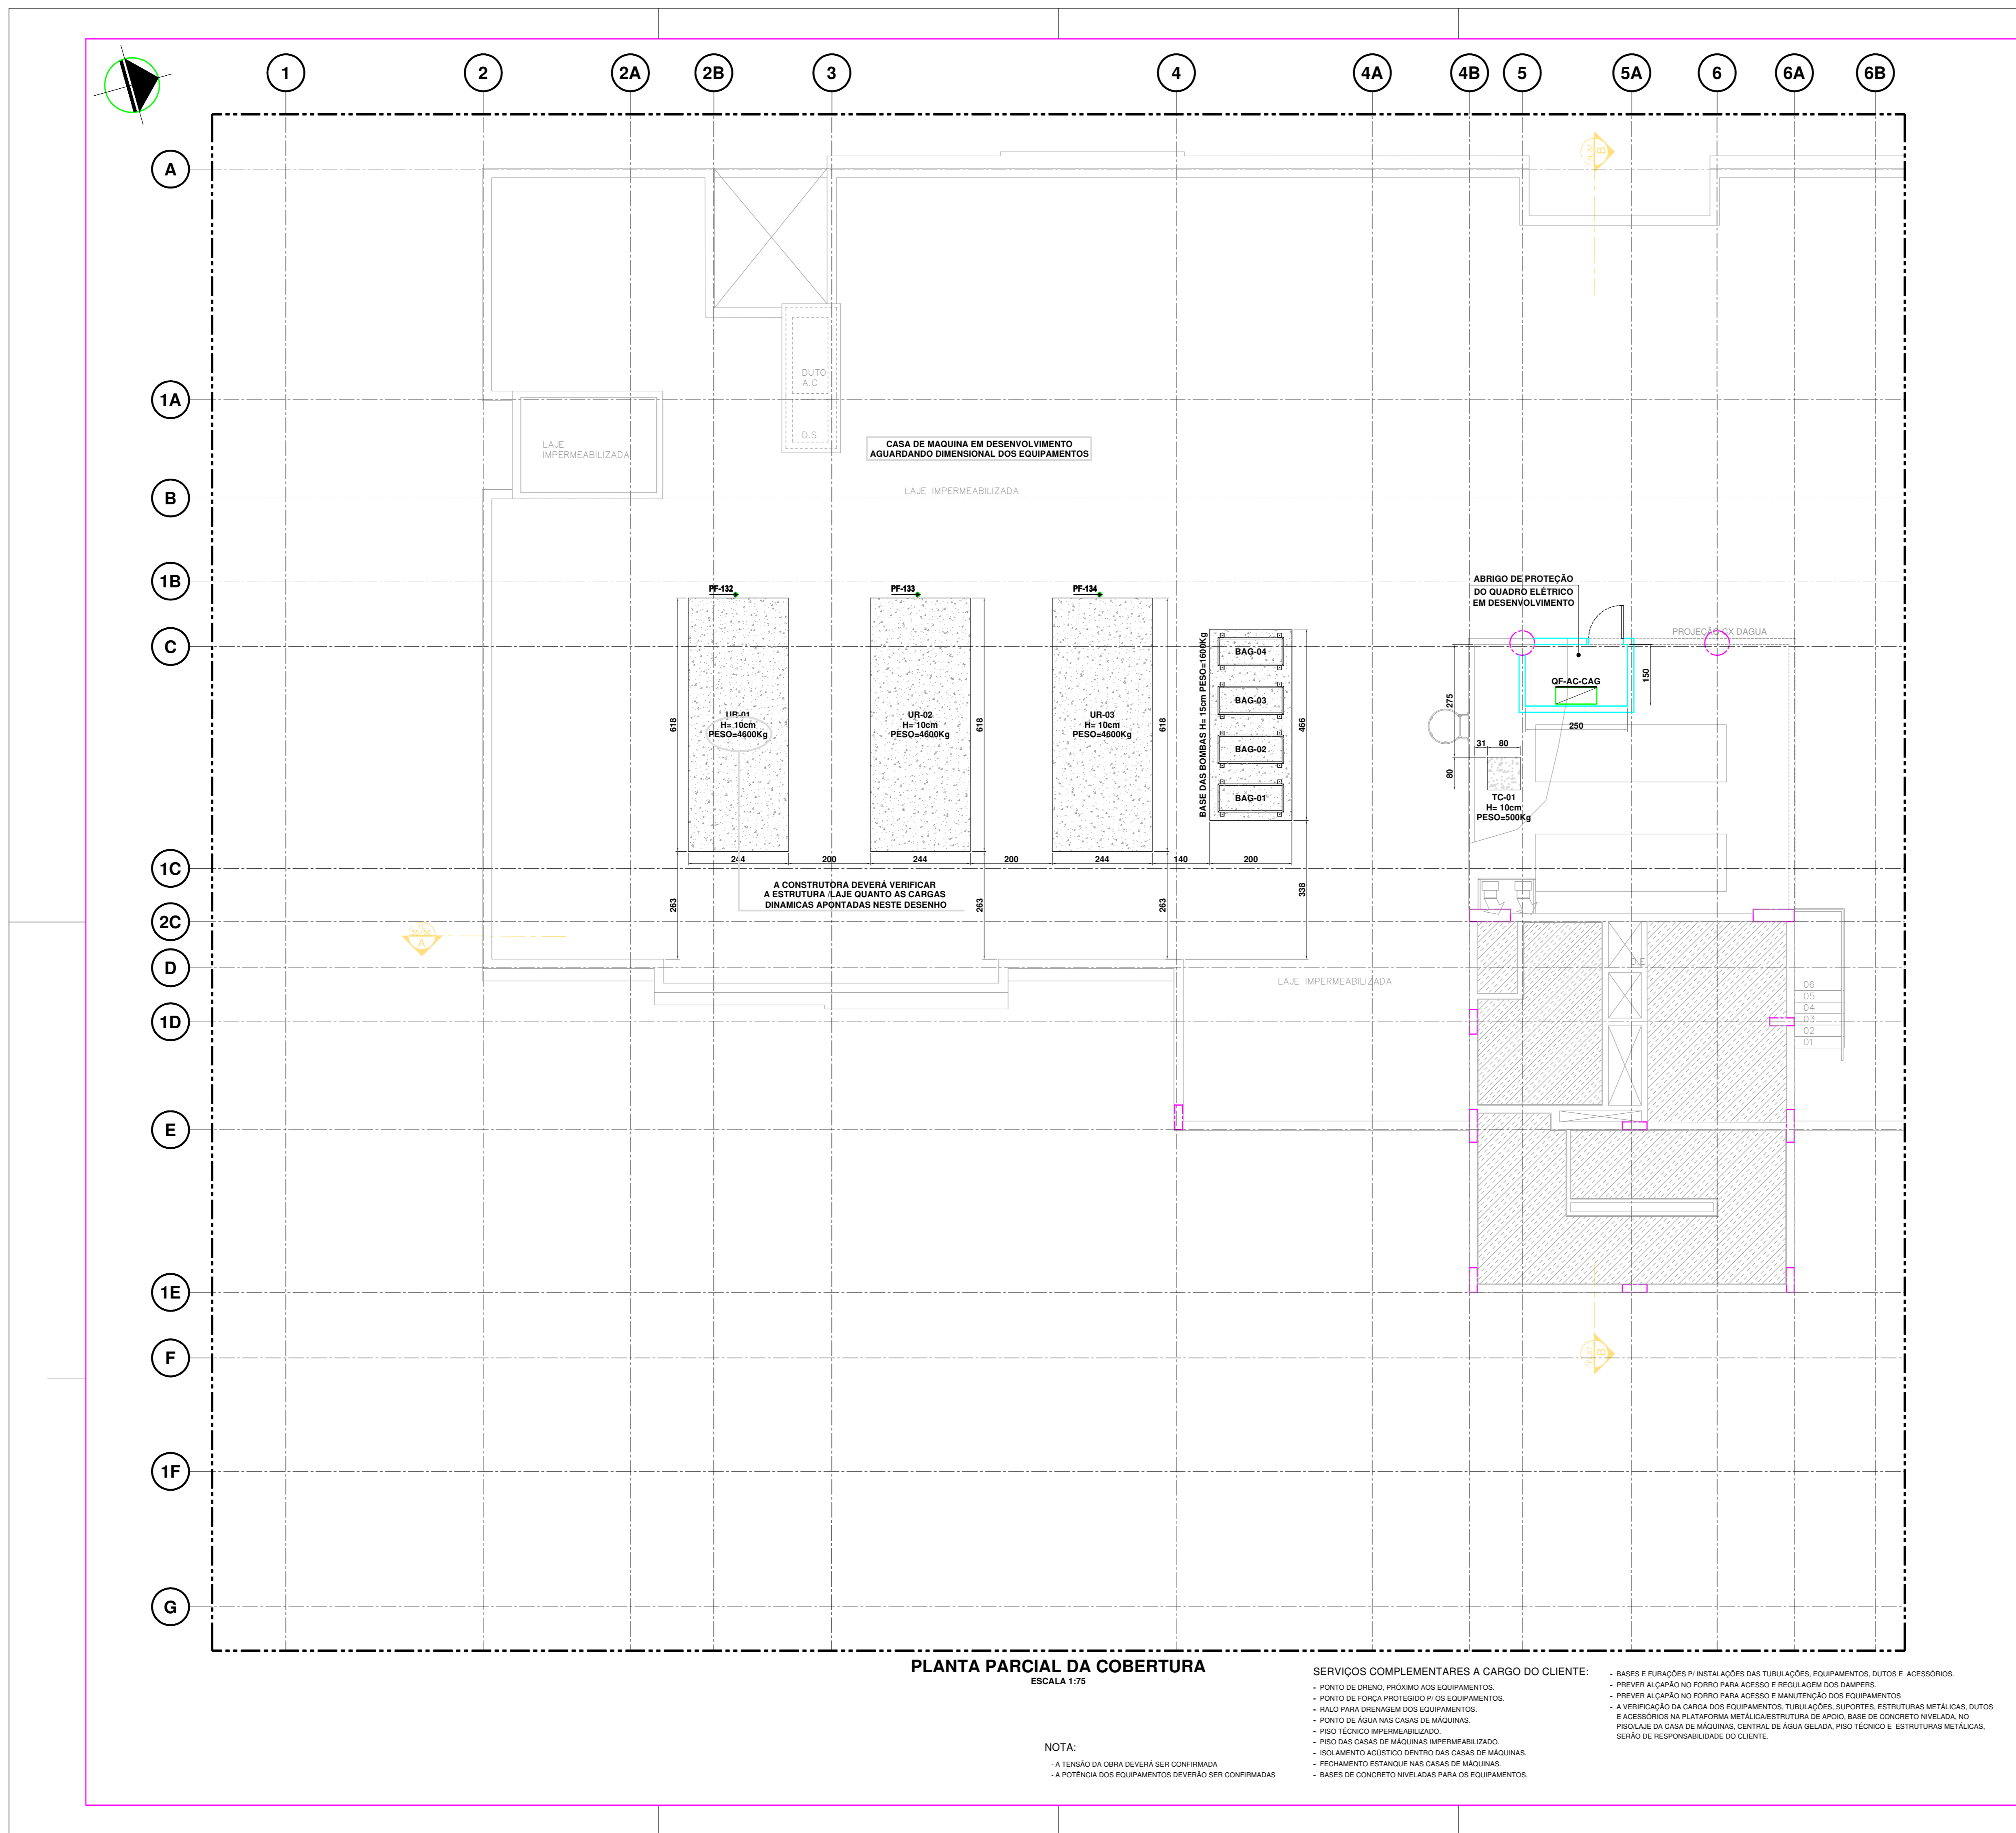 1
2
2A
2B
3
4
4A
4B
5
5A
6
6A
6B
A
B
DUTO
A.C
1A
D.S
CASA DE MAQUINA EM DESENVOLVIMENTO
AGUARDANDO DIMENSIONAL DOS EQUIPAMENTOS
LAJE
IMPERMEABILIZADA
LAJE IMPERMEABILIZADA
B
1B
PF-132
PF-133
PF-134
ABRIGO DE PROTEÇÃO
DO QUADRO ELÉTRICO
EM DESENVOLVIMENTO
PROJEÇÃO CX DAGUA
C
BAG-04
BAG-03
BAG-02
BAG-01
BASE DAS BOMBAS H= 15cm PESO=1600Kg
QF-AC-CAG
150
250
275
31
80
80
TC-01
H= 10cm
PESO=500Kg
618
UR-01
H= 10cm
PESO=4600Kg
UR-02
H= 10cm
PESO=4600Kg
618
UR-03
H= 10cm
PESO=4600Kg
618
466
244
200
244
200
244
140
200
1C
A CONSTRUTORA DEVERÁ VERIFICAR
A ESTRUTURA /LAJE QUANTO AS CARGAS
DINAMICAS APONTADAS NESTE DESENHO
263
263
263
338
2C
A
D
LAJE IMPERMEABILIZADA
06
05
04
03
02
01
1D
E
1E
F
B
1F
G
PLANTA PARCIAL DA COBERTURA
ESCALA 1:75
NOTA:
- A TENSÃO DA OBRA DEVERÁ SER CONFIRMADA
- A POTÊNCIA DOS EQUIPAMENTOS DEVERÃO SER CONFIRMADAS
SERVIÇOS COMPLEMENTARES A CARGO DO CLIENTE:
- PONTO DE DRENO, PRÓXIMO AOS EQUIPAMENTOS.
- PONTO DE FORÇA PROTEGIDO P/ OS EQUIPAMENTOS.
- RALO PARA DRENAGEM DOS EQUIPAMENTOS.
- PONTO DE ÁGUA NAS CASAS DE MÁQUINAS.
- PISO TÉCNICO IMPERMEABILIZADO.
- PISO DAS CASAS DE MÁQUINAS IMPERMEABILIZADO.
- ISOLAMENTO ACÚSTICO DENTRO DAS CASAS DE MÁQUINAS.
- FECHAMENTO ESTANQUE NAS CASAS DE MÁQUINAS.
- BASES DE CONCRETO NIVELADAS PARA OS EQUIPAMENTOS.
- BASES E FURAÇÕES P/ INSTALAÇÕES DAS TUBULAÇÕES, EQUIPAMENTOS, DUTOS E ACESSÓRIOS.
- PREVER ALÇAPÃO NO FORRO PARA ACESSO E REGULAGEM DOS DAMPERS.
- PREVER ALÇAPÃO NO FORRO PARA ACESSO E MANUTENÇÃO DOS EQUIPAMENTOS
- A VERIFICAÇÃO DA CARGA DOS EQUIPAMENTOS, TUBULAÇÕES, SUPORTES, ESTRUTURAS METÁLICAS, DUTOS
E ACESSÓRIOS NA PLATAFORMA METÁLICA/ESTRUTURA DE APOIO, BASE DE CONCRETO NIVELADA, NO
PISO/LAJE DA CASA DE MÁQUINAS, CENTRAL DE ÁGUA GELADA, PISO TÉCNICO E ESTRUTURAS METÁLICAS,
SERÃO DE RESPONSABILIDADE DO CLIENTE.